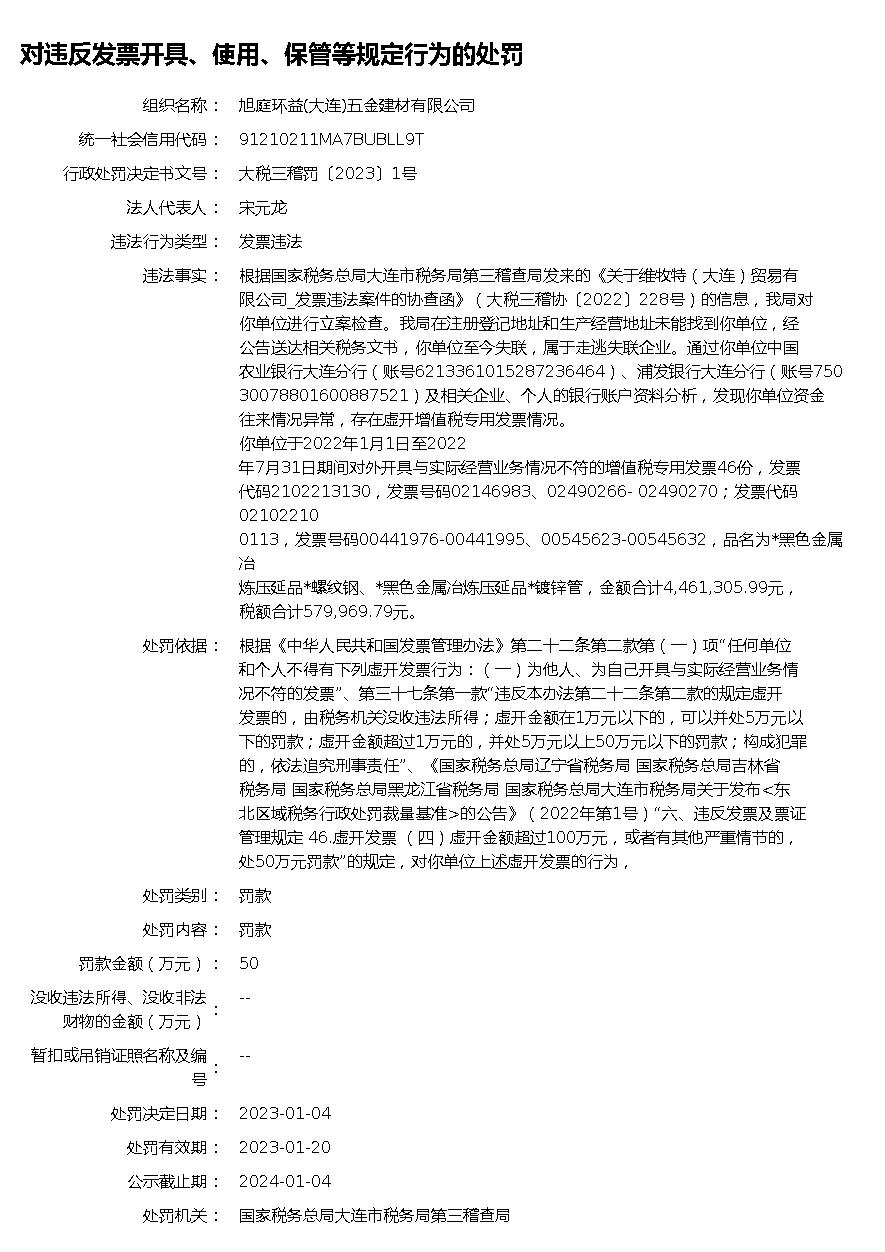 对违反发票开具、使用、保管等规定行为的处罚
组织名称： 旭庭环益(大连)五金建材有限公司
统一社会信用代码： 91210211MA7BUBLL9T
行政处罚决定书文号： 大税三稽罚〔2023〕1号
法人代表人： 宋元龙
违法行为类型： 发票违法
违法事实： 根据国家税务总局大连市税务局第三稽查局发来的《关于维牧特（大连）贸易有
限公司_发票违法案件的协查函》（大税三稽协〔2022〕228号）的信息，我局对
你单位进行立案检查。我局在注册登记地址和生产经营地址未能找到你单位，经
公告送达相关税务文书，你单位至今失联，属于走逃失联企业。通过你单位中国
农业银行大连分行（账号6213361015287236464）、浦发银行大连分行（账号750
30078801600887521）及相关企业、个人的银行账户资料分析，发现你单位资金
往来情况异常，存在虚开增值税专用发票情况。
你单位于2022年1月1日至2022
年7月31日期间对外开具与实际经营业务情况不符的增值税专用发票46份，发票
代码2102213130，发票号码02146983、02490266- 02490270；发票代码
02102210
0113，发票号码00441976-00441995、00545623-00545632，品名为*黑色金属
冶
炼压延品*螺纹钢、*黑色金属冶炼压延品*镀锌管，金额合计4,461,305.99元，
税额合计579,969.79元。
处罚依据： 根据《中华人民共和国发票管理办法》第二十二条第二款第（一）项“任何单位
和个人不得有下列虚开发票行为：（一）为他人、为自己开具与实际经营业务情
况不符的发票”、第三十七条第一款“违反本办法第二十二条第二款的规定虚开
发票的，由税务机关没收违法所得；虚开金额在1万元以下的，可以并处5万元以
下的罚款；虚开金额超过1万元的，并处5万元以上50万元以下的罚款；构成犯罪
的，依法追究刑事责任”、《国家税务总局辽宁省税务局 国家税务总局吉林省
税务局 国家税务总局黑龙江省税务局 国家税务总局大连市税务局关于发布<东
北区域税务行政处罚裁量基准>的公告》（2022年第1号）“六、违反发票及票证
管理规定 46.虚开发票 （四）虚开金额超过100万元，或者有其他严重情节的，
处50万元罚款”的规定，对你单位上述虚开发票的行为，
处罚类别： 罚款
处罚内容： 罚款
罚款金额（万元）： 50
没收违法所得、没收非法
财物的金额（万元）： --
暂扣或吊销证照名称及编
号： --
处罚决定日期： 2023-01-04
处罚有效期： 2023-01-20
公示截止期： 2024-01-04
处罚机关： 国家税务总局大连市税务局第三稽查局